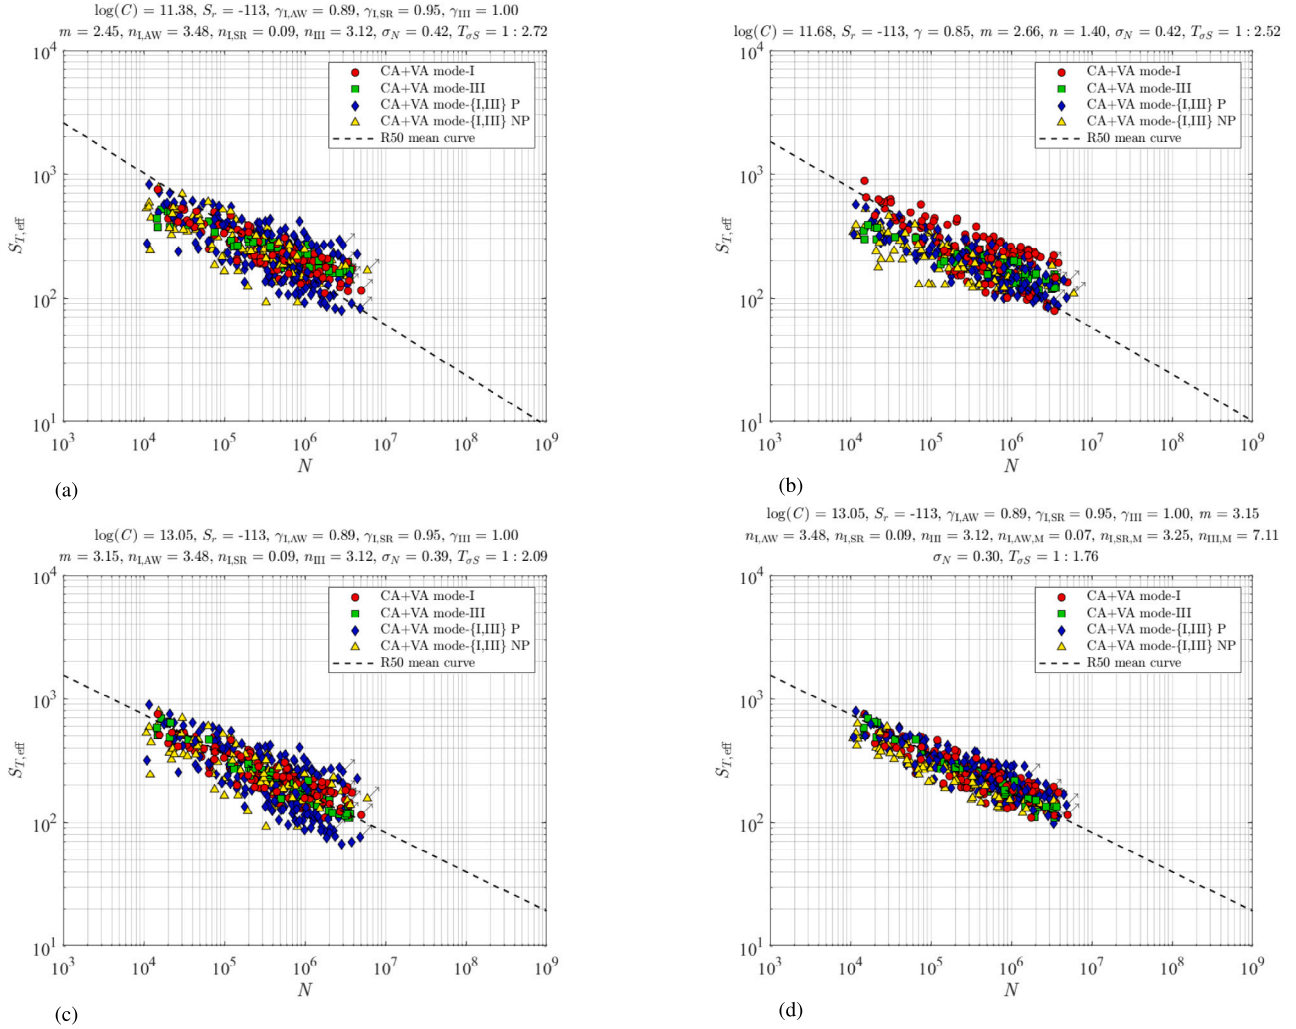 log(C) = 11.38, S_r = -113, γ_I,AW = 0.89, γ_I,SR = 0.95, γ_III = 1.00
m = 2.45, n_I,AW = 3.48, n_I,SR = 0.09, n_III = 3.12, σ_N = 0.42, T_σS = 1 : 2.72
CA+VA mode-I
CA+VA mode-III
CA+VA mode-{I,III} P
CA+VA mode-{I,III} NP
R50 mean curve
10^4
10^3
10^2
10^1
S_T,eff
10^3 10^4 10^5 10^6 10^7 10^8 10^9
N
(a)
log(C) = 11.68, S_r = -113, γ = 0.85, m = 2.66, n = 1.40, σ_N = 0.42, T_σS = 1 : 2.52
CA+VA mode-I
CA+VA mode-III
CA+VA mode-{I,III} P
CA+VA mode-{I,III} NP
R50 mean curve
10^4
10^3
10^2
10^1
S_T,eff
10^3 10^4 10^5 10^6 10^7 10^8 10^9
N
(b)
log(C) = 13.05, S_r = -113, γ_I,AW = 0.89, γ_I,SR = 0.95, γ_III = 1.00
m = 3.15, n_I,AW = 3.48, n_I,SR = 0.09, n_III = 3.12, σ_N = 0.39, T_σS = 1 : 2.09
CA+VA mode-I
CA+VA mode-III
CA+VA mode-{I,III} P
CA+VA mode-{I,III} NP
R50 mean curve
10^4
10^3
10^2
10^1
S_T,eff
10^3 10^4 10^5 10^6 10^7 10^8 10^9
N
(c)
log(C) = 13.05, S_r = -113, γ_I,AW = 0.89, γ_I,SR = 0.95, γ_III = 1.00, m = 3.15
n_I,AW = 3.48, n_I,SR = 0.09, n_III = 3.12, n_I,AW,M = 0.07, n_I,SR,M = 3.25, n_III,M = 7.11
σ_N = 0.30, T_σS = 1 : 1.76
CA+VA mode-I
CA+VA mode-III
CA+VA mode-{I,III} P
CA+VA mode-{I,III} NP
R50 mean curve
10^4
10^3
10^2
10^1
S_T,eff
10^3 10^4 10^5 10^6 10^7 10^8 10^9
N
(d)